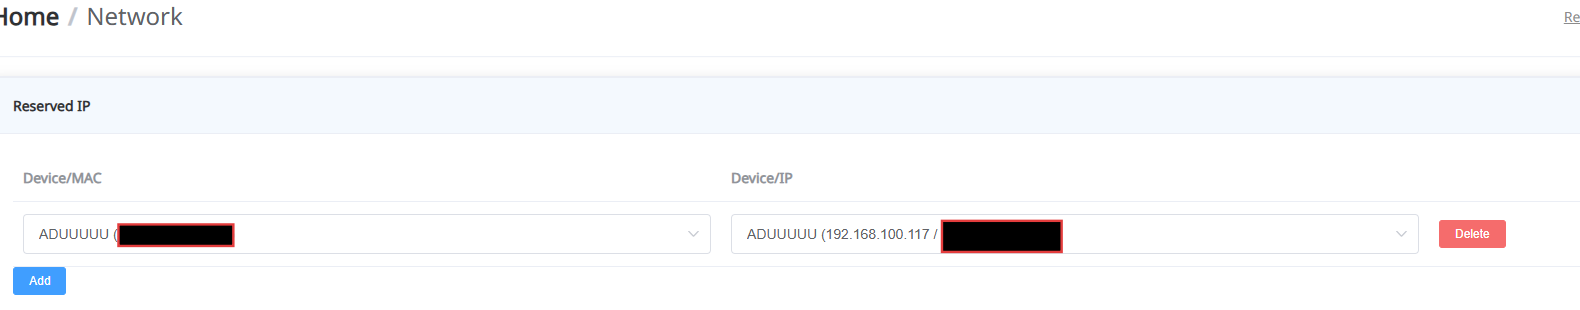 Home / Network
Re
Reserved IP
Device/MAC Device/IP
ADUUUUU ( ADUUUUU (192.168.100.117 / Delete
Add